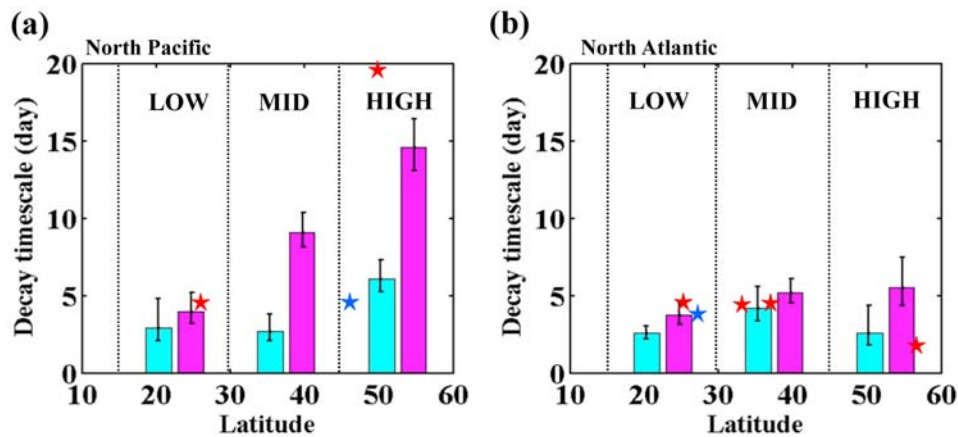 (a)
North Pacific
20
15
10
5
0
LOW MID HIGH
Decay timescale (day)
10 20 30 40 50 60
Latitude
(b)
North Atlantic
20
15
10
5
0
LOW MID HIGH
Decay timescale (day)
10 20 30 40 50 60
Latitude